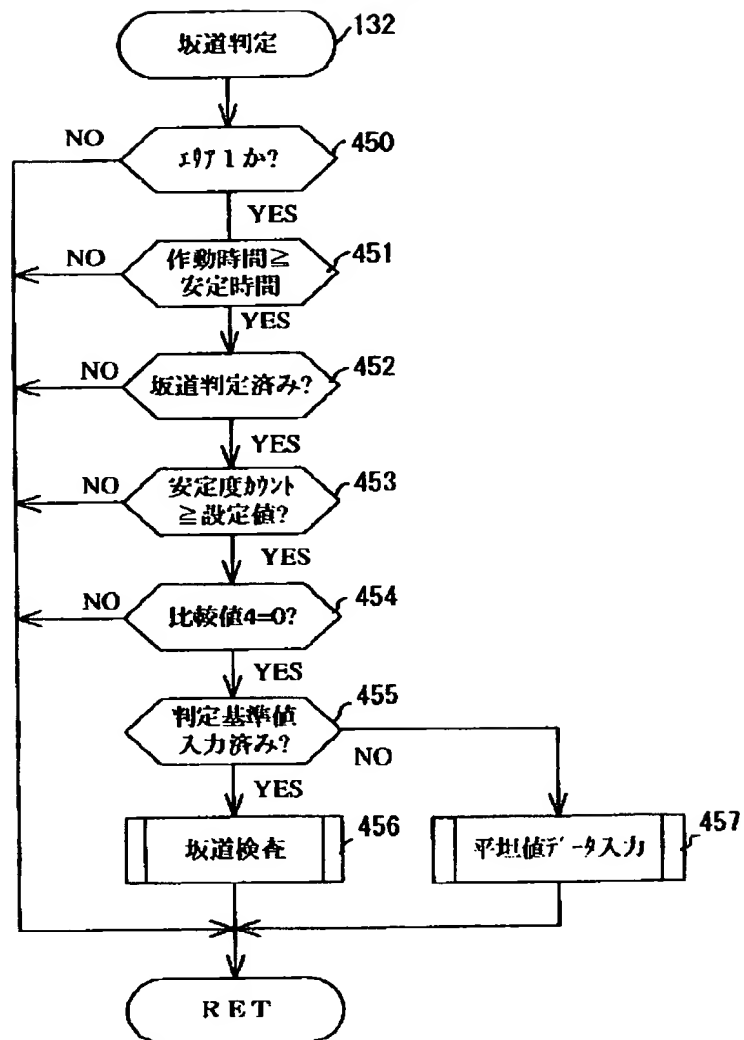 坂道判定
132
NO
ｴﾘｱ1か?
450
YES
NO
作動時間≧
安定時間
451
YES
NO
坂道判定済み?
452
YES
NO
安定度ｶｳﾝﾄ
≧設定値?
453
YES
NO
比較値4=0?
454
YES
判定基準値
入力済み?
455
NO
YES
坂道検査
456
平坦値ﾃﾞｰﾀ入力
457
RET